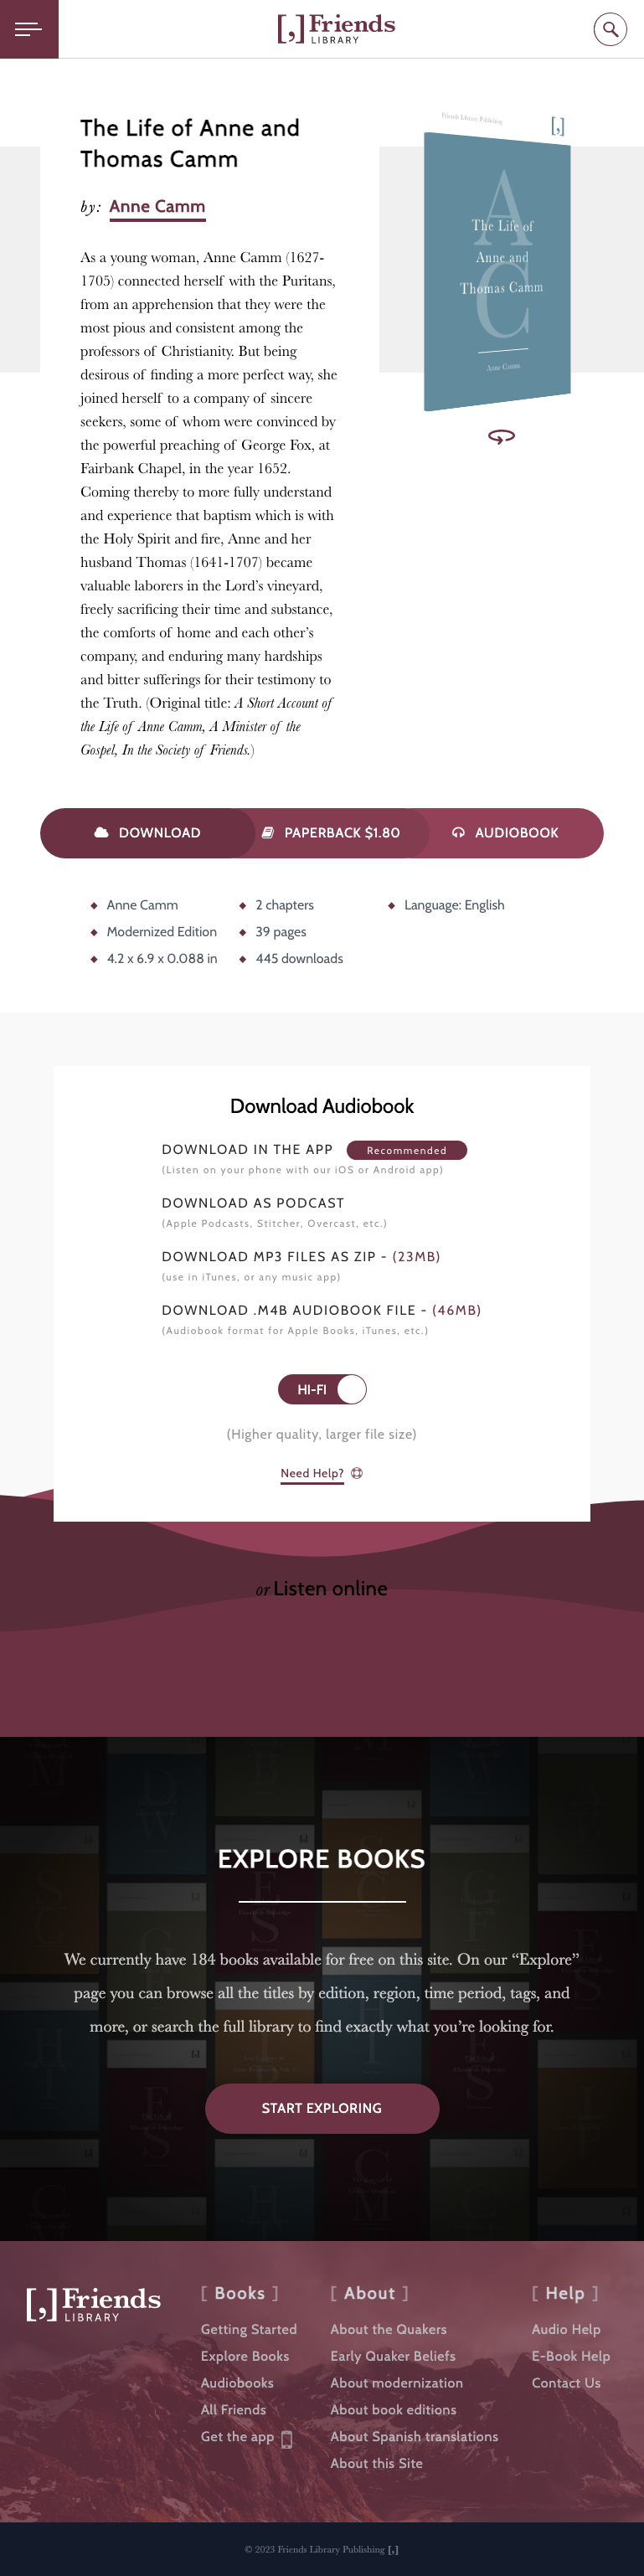 [,] Friends
LIBRARY
The Life of Anne and
Thomas Camm
by: Anne Camm
As a young woman, Anne Camm (1627-
1705) connected herself with the Puritans,
from an apprehension that they were the
most pious and consistent among the
professors of Christianity. But being
desirous of finding a more perfect way, she
joined herself to a company of sincere
seekers, some of whom were convinced by
the powerful preaching of George Fox, at
Fairbank Chapel, in the year 1652.
Coming thereby to more fully understand
and experience that baptism which is with
the Holy Spirit and fire, Anne and her
husband Thomas (1641-1707) became
valuable laborers in the Lord’s vineyard,
freely sacrificing their time and substance,
the comforts of home and each other’s
company, and enduring many hardships
and bitter sufferings for their testimony to
the Truth. (Original title: A Short Account of
the Life of Anne Camm, A Minister of the
Gospel, In the Society of Friends.)
Friends Library Publishing
[,]
AC
The Life of
Anne and
Thomas Camm
Anne Camm
DOWNLOAD
PAPERBACK $1.80
AUDIOBOOK
Anne Camm
Modernized Edition
4.2 x 6.9 x 0.088 in
2 chapters
39 pages
445 downloads
Language: English
Download Audiobook
DOWNLOAD IN THE APP Recommended
(Listen on your phone with our iOS or Android app)
DOWNLOAD AS PODCAST
(Apple Podcasts, Stitcher, Overcast, etc.)
DOWNLOAD MP3 FILES AS ZIP - (23MB)
(use in iTunes, or any music app)
DOWNLOAD .M4B AUDIOBOOK FILE - (46MB)
(Audiobook format for Apple Books, iTunes, etc.)
HI-FI
(Higher quality, larger file size)
Need Help?
or Listen online
EXPLORE BOOKS
We currently have 184 books available for free on this site. On our “Explore”
page you can browse all the titles by edition, region, time period, tags, and
more, or search the full library to find exactly what you’re looking for.
START EXPLORING
[,] Friends
LIBRARY
[ Books ]
Getting Started
Explore Books
Audiobooks
All Friends
Get the app
[ About ]
About the Quakers
Early Quaker Beliefs
About modernization
About book editions
About Spanish translations
About this Site
[ Help ]
Audio Help
E-Book Help
Contact Us
© 2023 Friends Library Publishing [,]